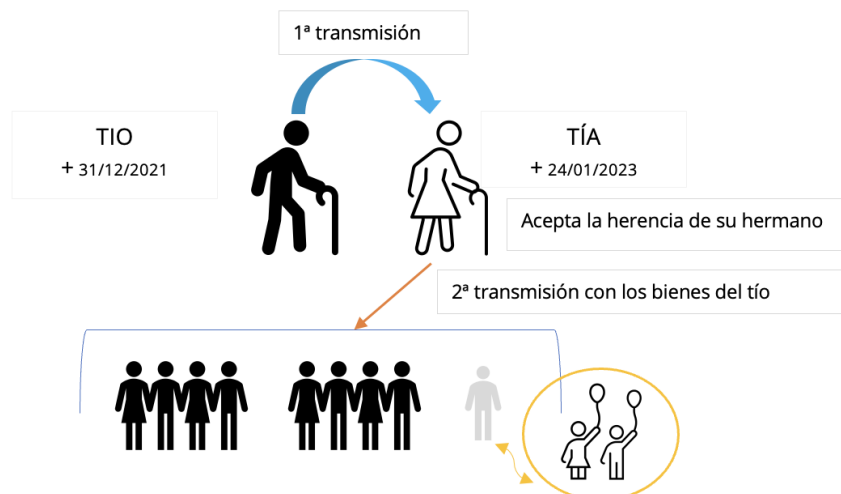 1ª transmisión
TIO
+ 31/12/2021
TÍA
+ 24/01/2023
Acepta la herencia de su hermano
2ª transmisión con los bienes del tío